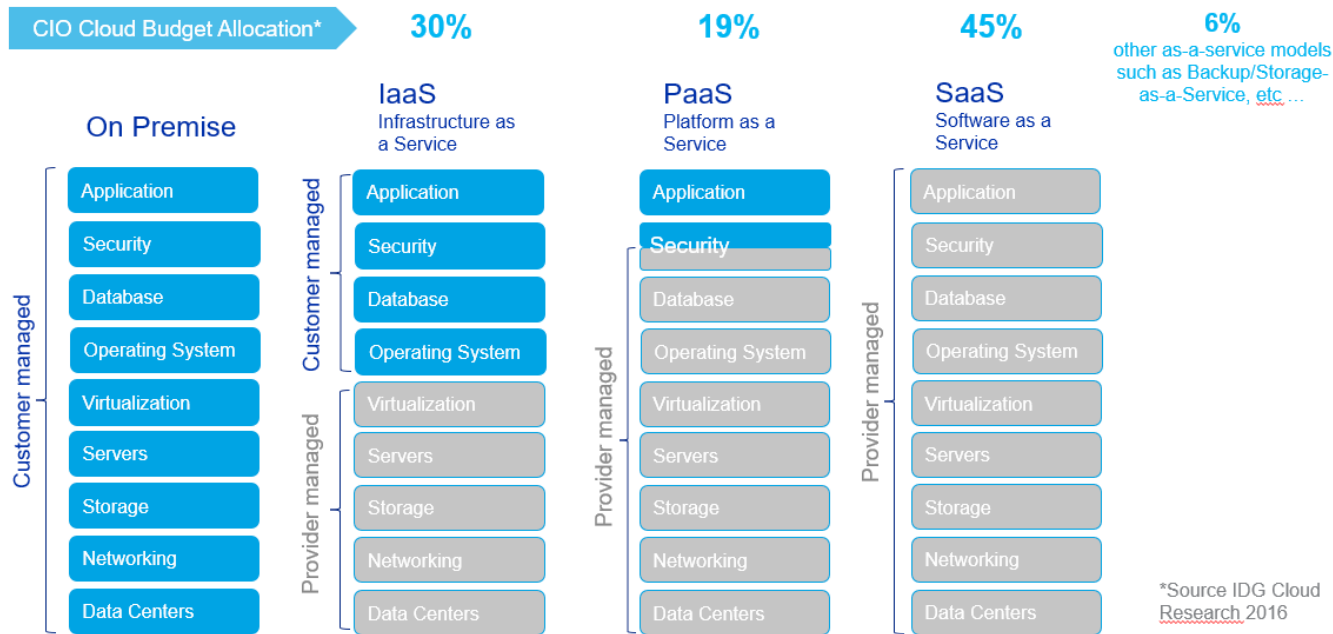 CIO Cloud Budget Allocation*
30%
19%
45%
6%
other as-a-service models
such as Backup/Storage-
as-a-Service, etc ...
On Premise
Customer managed
Application
Security
Database
Operating System
Virtualization
Servers
Storage
Networking
Data Centers
IaaS
Infrastructure as
a Service
Customer managed
Application
Security
Database
Operating System
Provider managed
Virtualization
Servers
Storage
Networking
Data Centers
PaaS
Platform as a
Service
Application
Security
Provider managed
Database
Operating System
Virtualization
Servers
Storage
Networking
Data Centers
SaaS
Software as a
Service
Provider managed
Application
Security
Database
Operating System
Virtualization
Servers
Storage
Networking
Data Centers
*Source IDG Cloud
Research 2016